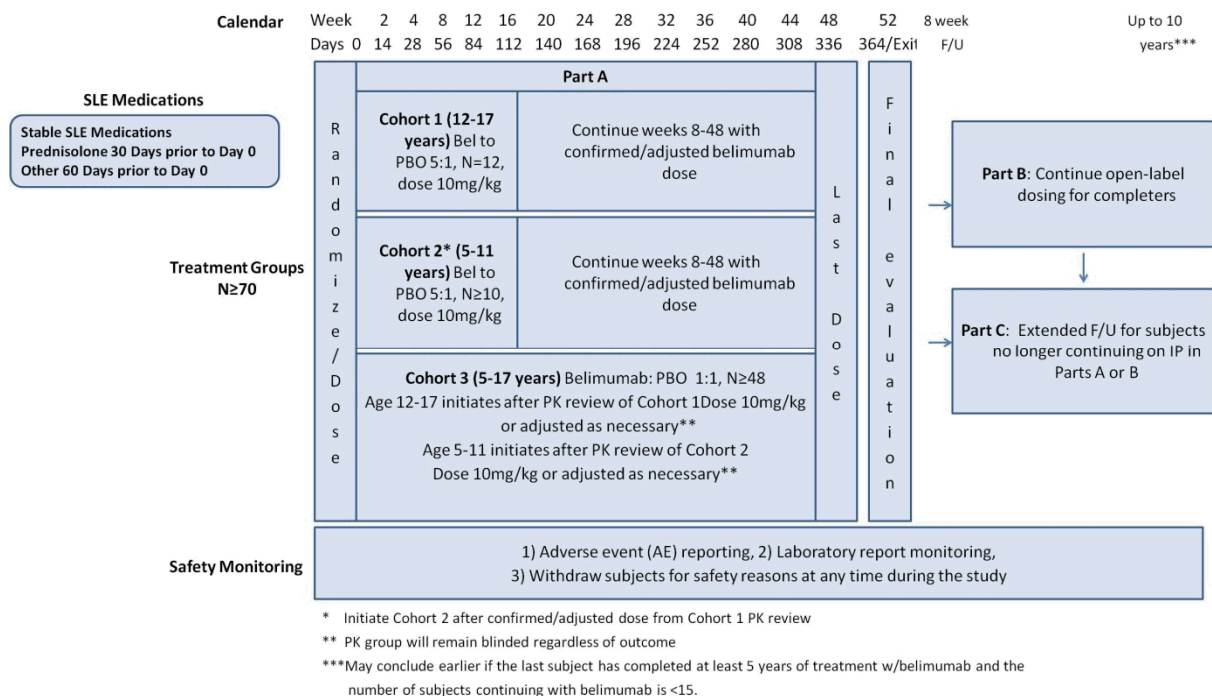 Calendar
Week 2 4 8 12 16 20 24 28 32 36 40 44 48 52 8 week Up to 10
Days 0 14 28 56 84 112 140 168 196 224 252 280 308 336 364/Exit F/U years***
SLE Medications
Stable SLE Medications
Prednisolone 30 Days prior to Day 0
Other 60 Days prior to Day 0
Treatment Groups
N≥70
Randomize/Dose
Part A
Cohort 1 (12-17
years) Bel to
PBO 5:1, N=12,
dose 10mg/kg
Continue weeks 8-48 with
confirmed/adjusted belimumab
dose
Cohort 2* (5-11
years) Bel to
PBO 5:1, N≥10,
dose 10mg/kg
Continue weeks 8-48 with
confirmed/adjusted belimumab
dose
Cohort 3 (5-17 years) Belimumab: PBO 1:1, N≥48
Age 12-17 initiates after PK review of Cohort 1Dose 10mg/kg
or adjusted as necessary**
Age 5-11 initiates after PK review of Cohort 2
Dose 10mg/kg or adjusted as necessary**
Last Dose
Final evaluation
Part B: Continue open-label
dosing for completers
Part C: Extended F/U for subjects
no longer continuing on IP in
Parts A or B
Safety Monitoring
1) Adverse event (AE) reporting, 2) Laboratory report monitoring,
3) Withdraw subjects for safety reasons at any time during the study
* Initiate Cohort 2 after confirmed/adjusted dose from Cohort 1 PK review
** PK group will remain blinded regardless of outcome
***May conclude earlier if the last subject has completed at least 5 years of treatment w/belimumab and the
number of subjects continuing with belimumab is <15.